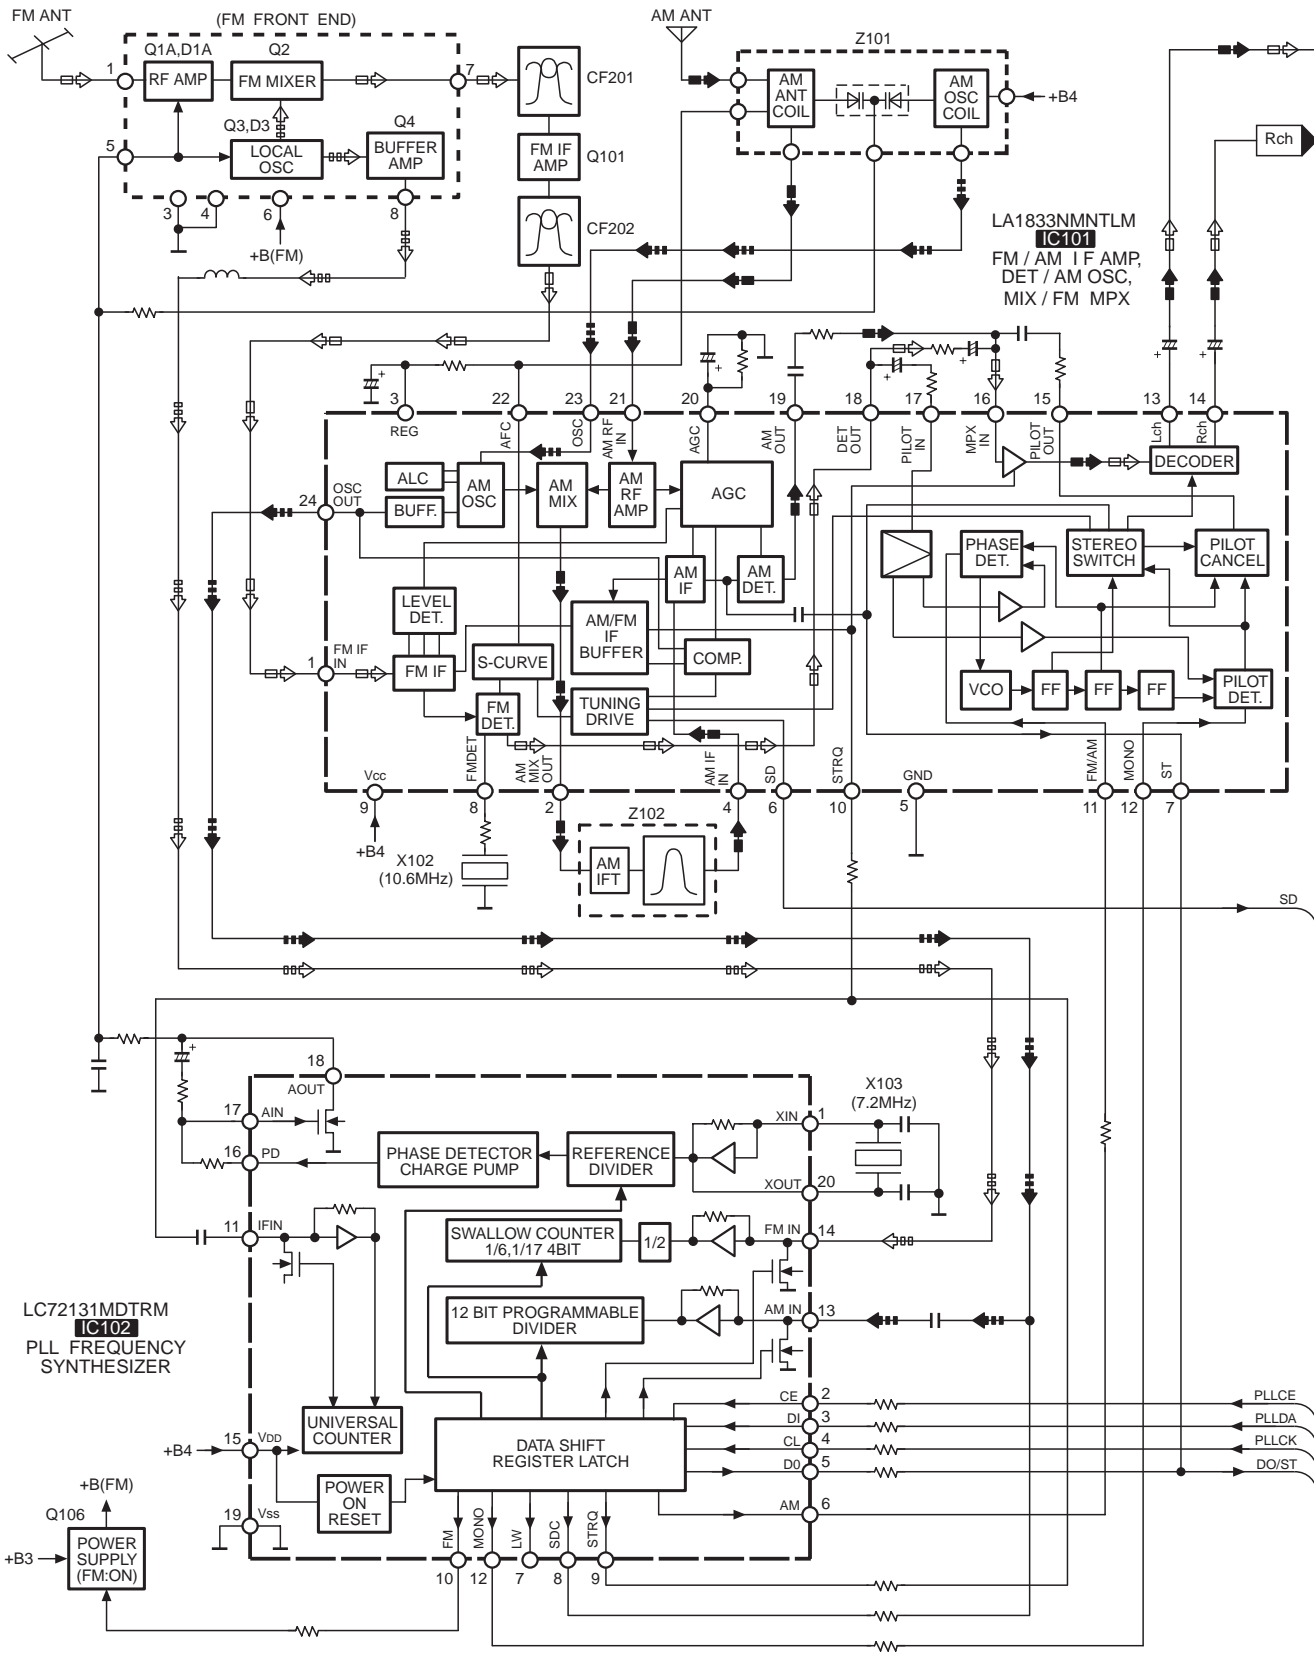 FM ANT
(FM FRONT END)
AM ANT
Z101
Q1A,D1A
Q2
1
RF AMP
FM MIXER
7
CF201
AM
ANT
COIL
AM
OSC
COIL
+B4
Q3,D3
Q4
5
LOCAL
OSC
BUFFER
AMP
FM IF
AMP
Q101
Rch
3
4
6
8
+B(FM)
CF202
LA1833NMNTLM
IC101
FM / AM I F AMP,
DET / AM OSC,
MIX / FM MPX
+
+
+
+
+
+
3
22
23
21
20
19
18
17
16
15
13
14
REG
AFC
OSC
AM RF
IN
AGC
AM
OUT
DET
OUT
PILOT
IN
MPX
IN
PILOT
OUT
Lch
Rch
DECODER
ALC
BUFF.
AM
OSC
AM
MIX
AM
RF
AMP
AGC
24
OSC
OUT
PHASE
DET.
STEREO
SWITCH
PILOT
CANCEL
AM
IF
AM
DET.
LEVEL
DET.
AM/FM
IF
BUFFER
COMP.
1
FM IF
IN
FM IF
S-CURVE
FM
DET.
TUNING
DRIVE
VCO
FF
FF
FF
PILOT
DET.
Vcc
FMDET
AM
MIX
OUT
AM IF
IN
SD
STRQ
GND
FM/AM
MONO
ST
9
8
2
4
6
10
5
11
12
7
+B4
X102
(10.6MHz)
Z102
AM
IFT
SD
+
18
AOUT
17
AIN
16
PD
PHASE DETECTOR
CHARGE PUMP
REFERENCE
DIVIDER
XIN
1
X103
(7.2MHz)
XOUT
20
11
IFIN
SWALLOW COUNTER
1/6,1/17 4BIT
1/2
FM IN
14
12 BIT PROGRAMMABLE
DIVIDER
AM IN
13
LC72131MDTRM
IC102
PLL FREQUENCY
SYNTHESIZER
UNIVERSAL
COUNTER
DATA SHIFT
REGISTER LATCH
CE
2
PLLCE
DI
3
PLLDA
CL
4
PLLCK
D0
5
DO/ST
AM
6
+B4
15
VDD
POWER
ON
RESET
19
Vss
+B(FM)
Q106
+B3
POWER
SUPPLY
(FM:ON)
FM
MONO
LW
SDC
STRQ
10
12
7
8
9